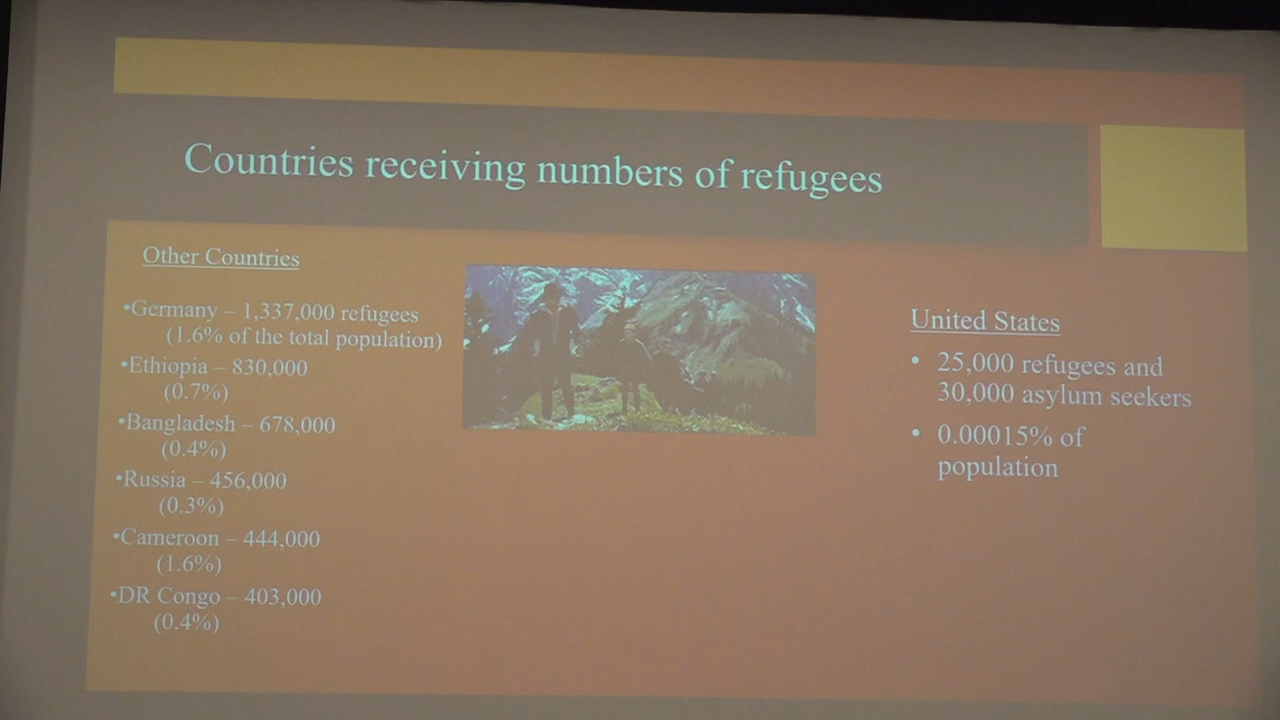 Countries receiving numbers of refugees
Other Countries
•Germany – 1,337,000 refugees
(1.6% of the total population)
•Ethiopia – 830,000
(0.7%)
•Bangladesh – 678,000
(0.4%)
•Russia – 456,000
(0.3%)
•Cameroon – 444,000
(1.6%)
•DR Congo – 403,000
(0.4%)
United States
• 25,000 refugees and
30,000 asylum seekers
• 0.00015% of
population